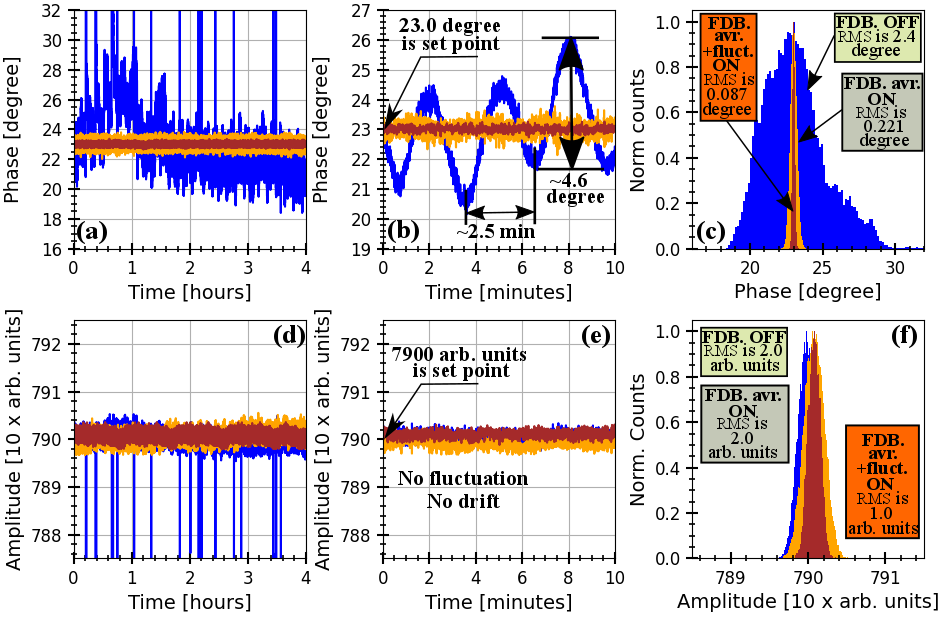 32
30
28
26
24
22
20
18
16
Phase [degree]
(a)
0
1
2
3
4
Time [hours]
27
26
25
24
23
22
21
20
19
Phase [degree]
23.0 degree
is set point
~4.6
degree
~2.5 min
(b)
0
2
4
6
8
10
Time [minutes]
1.0
0.8
0.6
0.4
0.2
0.0
Norm counts
FDB.
avr.
+fluct.
ON
RMS is
0.087
degree
FDB. OFF
RMS is 2.4
degree
FDB. avr.
ON
RMS is
0.221
degree
(c)
20
25
30
Phase [degree]
792
791
790
789
788
Amplitude [10 x arb. units]
(d)
0
1
2
3
4
Time [hours]
792
791
790
789
788
Amplitude [10 x arb. units]
(e)
7900 arb. units
is set point
No fluctuation
No drift
0
2
4
6
8
10
Time [minutes]
1.0
0.8
0.6
0.4
0.2
0.0
Norm. Counts
FDB. OFF
RMS is 2.0
arb. units
FDB. avr.
ON
RMS is
2.0
arb. units
(f)
FDB.
avr.
+fluct.
ON
RMS is
1.0
arb. units
789
790
791
Amplitude [10 x arb. units]